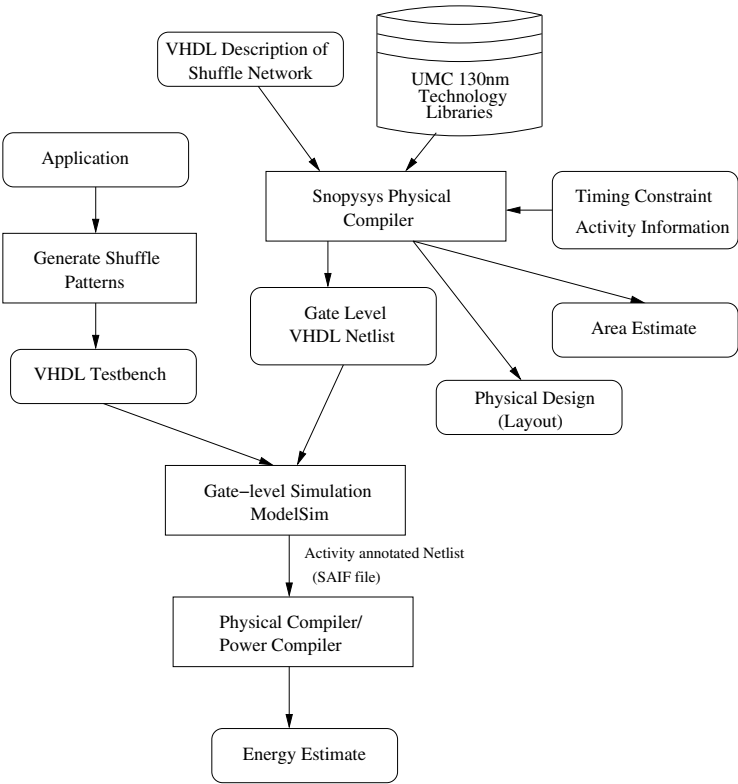 VHDL Description of
Shuffle Network
UMC 130nm
Technology
Libraries
Application
Snopysys Physical
Compiler
Timing Constraint
Activity Information
Generate Shuffle
Patterns
Gate Level
VHDL Netlist
Area Estimate
VHDL Testbench
Physical Design
(Layout)
Gate−level Simulation
ModelSim
Activity annotated Netlist
(SAIF file)
Physical Compiler/
Power Compiler
Energy Estimate